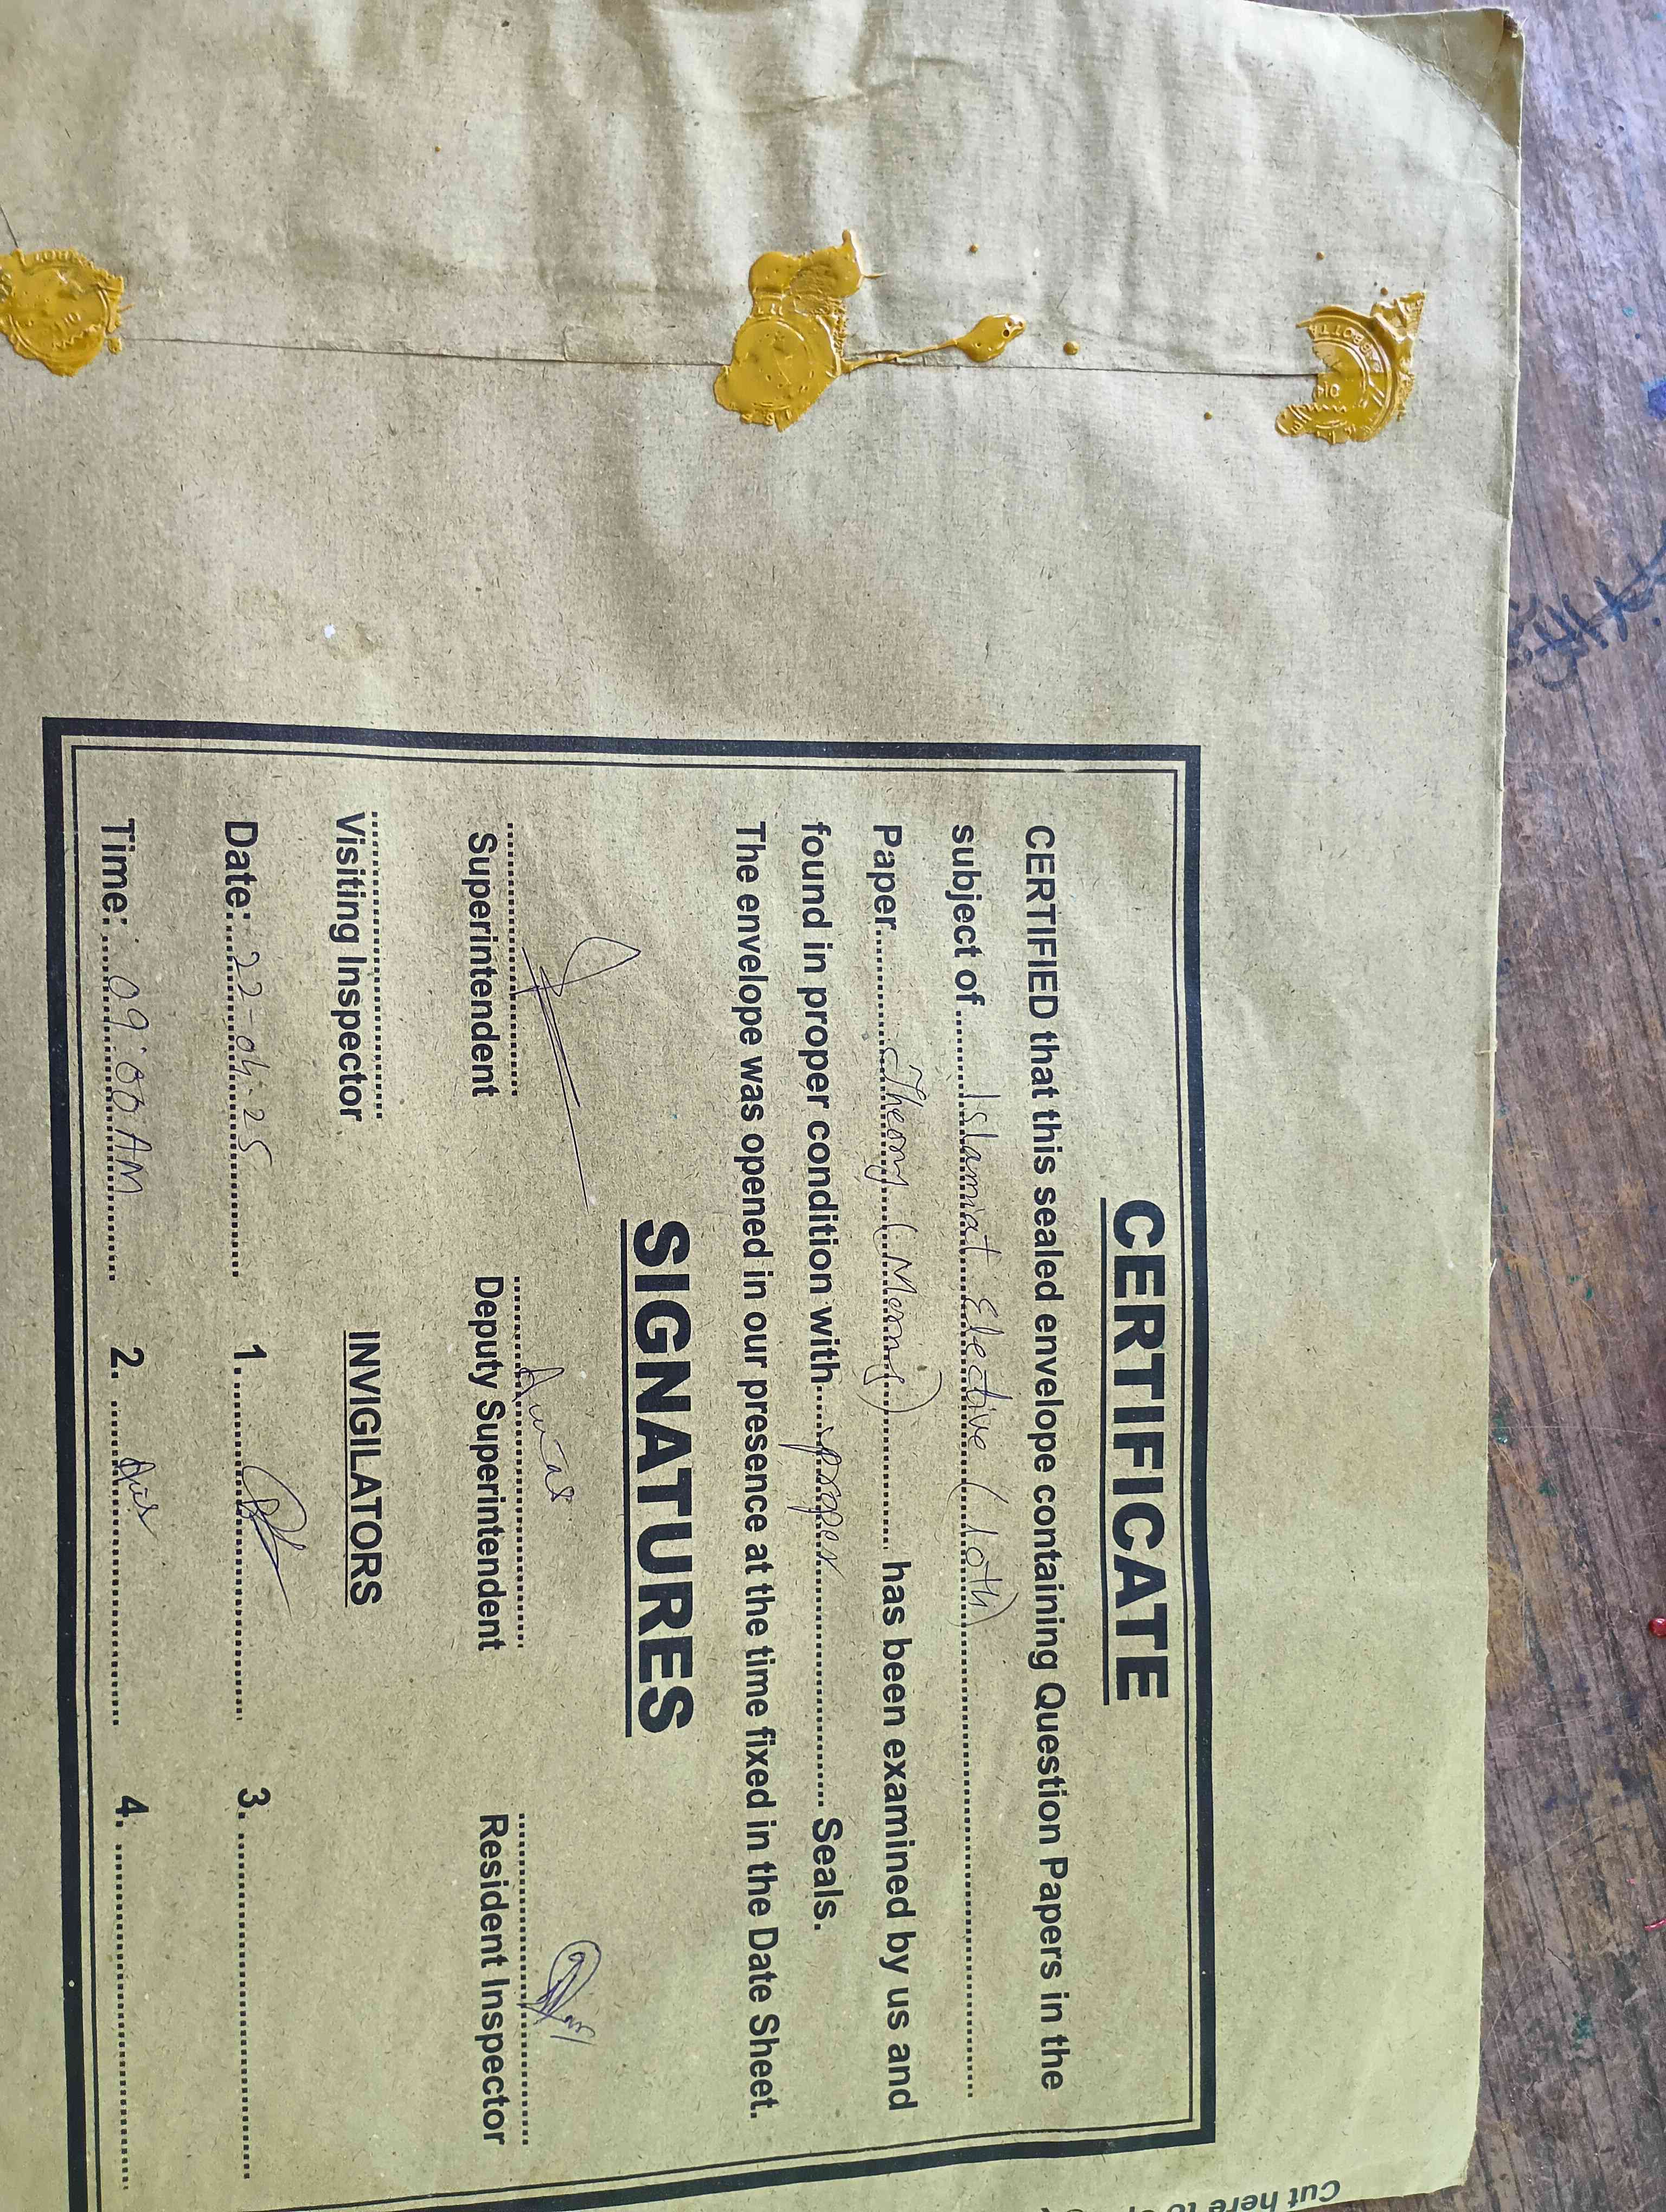 CERTIFICATE
CERTIFIED that this sealed envelope containing Question Papers in the
subject of........Islamiat Elective (10th)........
Paper........Theory (Morning)........ has been examined by us and
found in proper condition with.....proper........ Seals.
The envelope was opened in our presence at the time fixed in the Date Sheet.
SIGNATURES
Superintendent Deputy Superintendent Resident Inspector
Visiting Inspector INVIGILATORS
Date:....22-04-25........ 1................ 3................
Time:....09:00 AM........ 2................ 4................
Cut here to